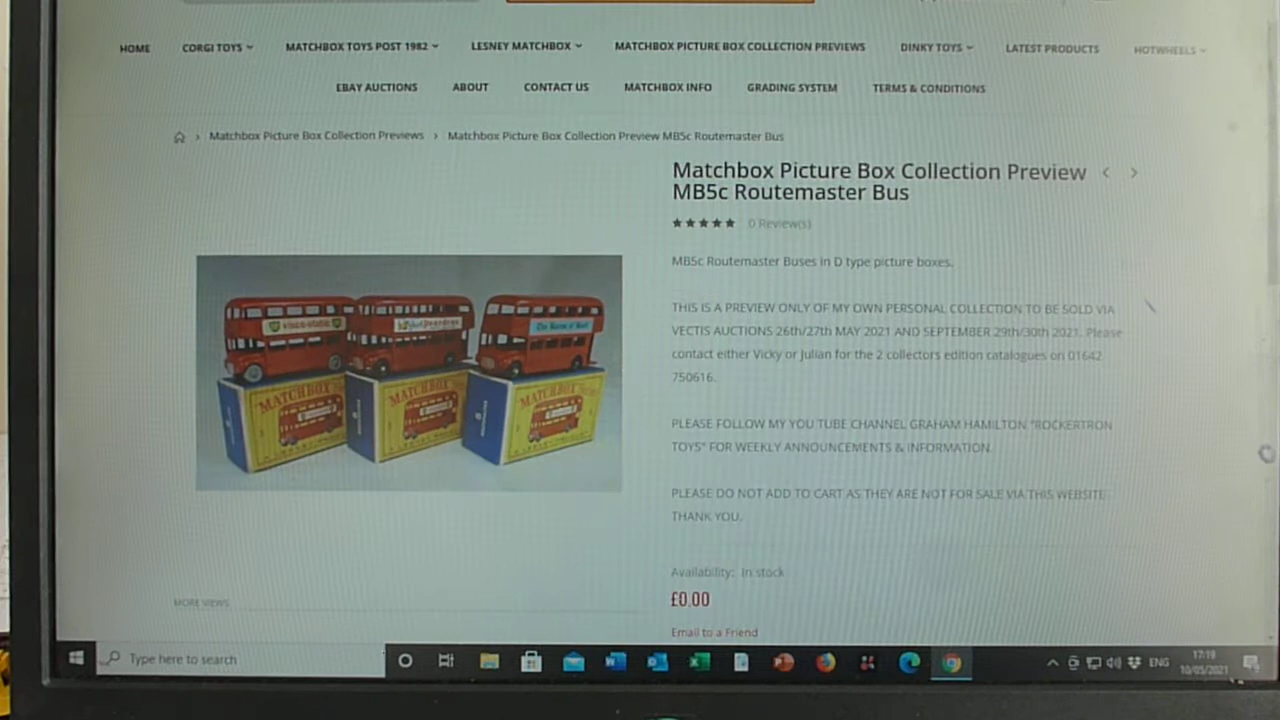 HOME CORGI TOYS MATCHBOX TOYS POST 1982 LESNEY MATCHBOX MATCHBOX PICTURE BOX COLLECTION PREVIEWS DINKY TOYS LATEST PRODUCTS HOTWHEELS
EBAY AUCTIONS ABOUT CONTACT US MATCHBOX INFO GRADING SYSTEM TERMS & CONDITIONS
Matchbox Picture Box Collection Previews › Matchbox Picture Box Collection Preview MB5c Routemaster Bus
Matchbox Picture Box Collection Preview
MB5c Routemaster Bus
0 Review(s)
MB5c Routemaster Buses in D type picture boxes.
THIS IS A PREVIEW ONLY OF MY OWN PERSONAL COLLECTION TO BE SOLD VIA
VECTIS AUCTIONS 26th/27th MAY 2021 AND SEPTEMBER 29th/30th 2021. Please
contact either Vicky or Julian for the 2 collectors edition catalogues on 01642
750616.
PLEASE FOLLOW MY YOU TUBE CHANNEL GRAHAM HAMILTON "ROCKERTRON
TOYS" FOR WEEKLY ANNOUNCEMENTS & INFORMATION.
PLEASE DO NOT ADD TO CART AS THEY ARE NOT FOR SALE VIA THIS WEBSITE
THANK YOU.
Availability: In stock
£0.00
Email to a Friend
visco-static
MATCHBOX
MATCHBOX
MATCHBOX
MORE VIEWS
Type here to search
ENG
17:19
10/05/2021